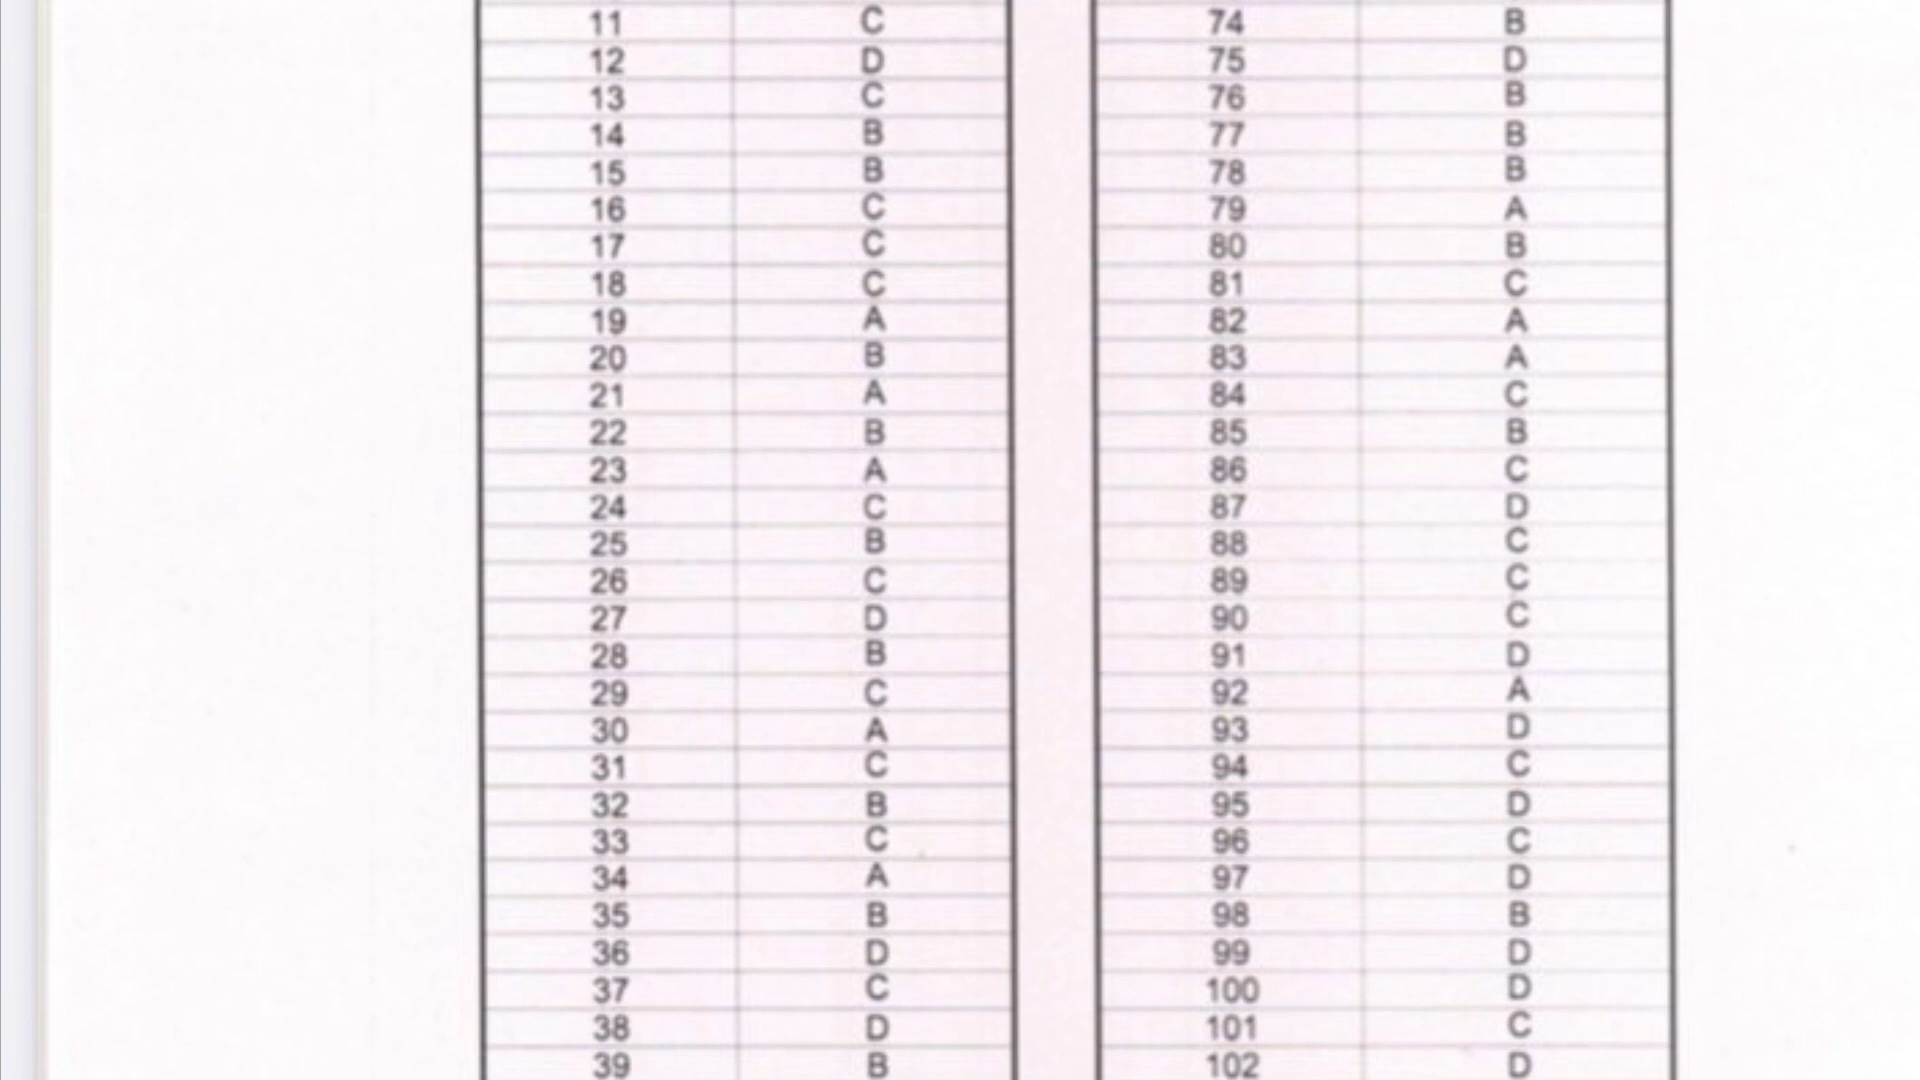 11 C 74 B
12 D 75 D
13 C 76 B
14 B 77 B
15 B 78 B
16 C 79 A
17 C 80 B
18 C 81 C
19 A 82 A
20 B 83 A
21 A 84 C
22 B 85 B
23 A 86 C
24 C 87 D
25 B 88 C
26 C 89 C
27 D 90 C
28 B 91 D
29 C 92 A
30 A 93 D
31 C 94 C
32 B 95 D
33 C 96 C
34 A 97 D
35 B 98 B
36 D 99 D
37 C 100 D
38 D 101 C
39 B 102 D